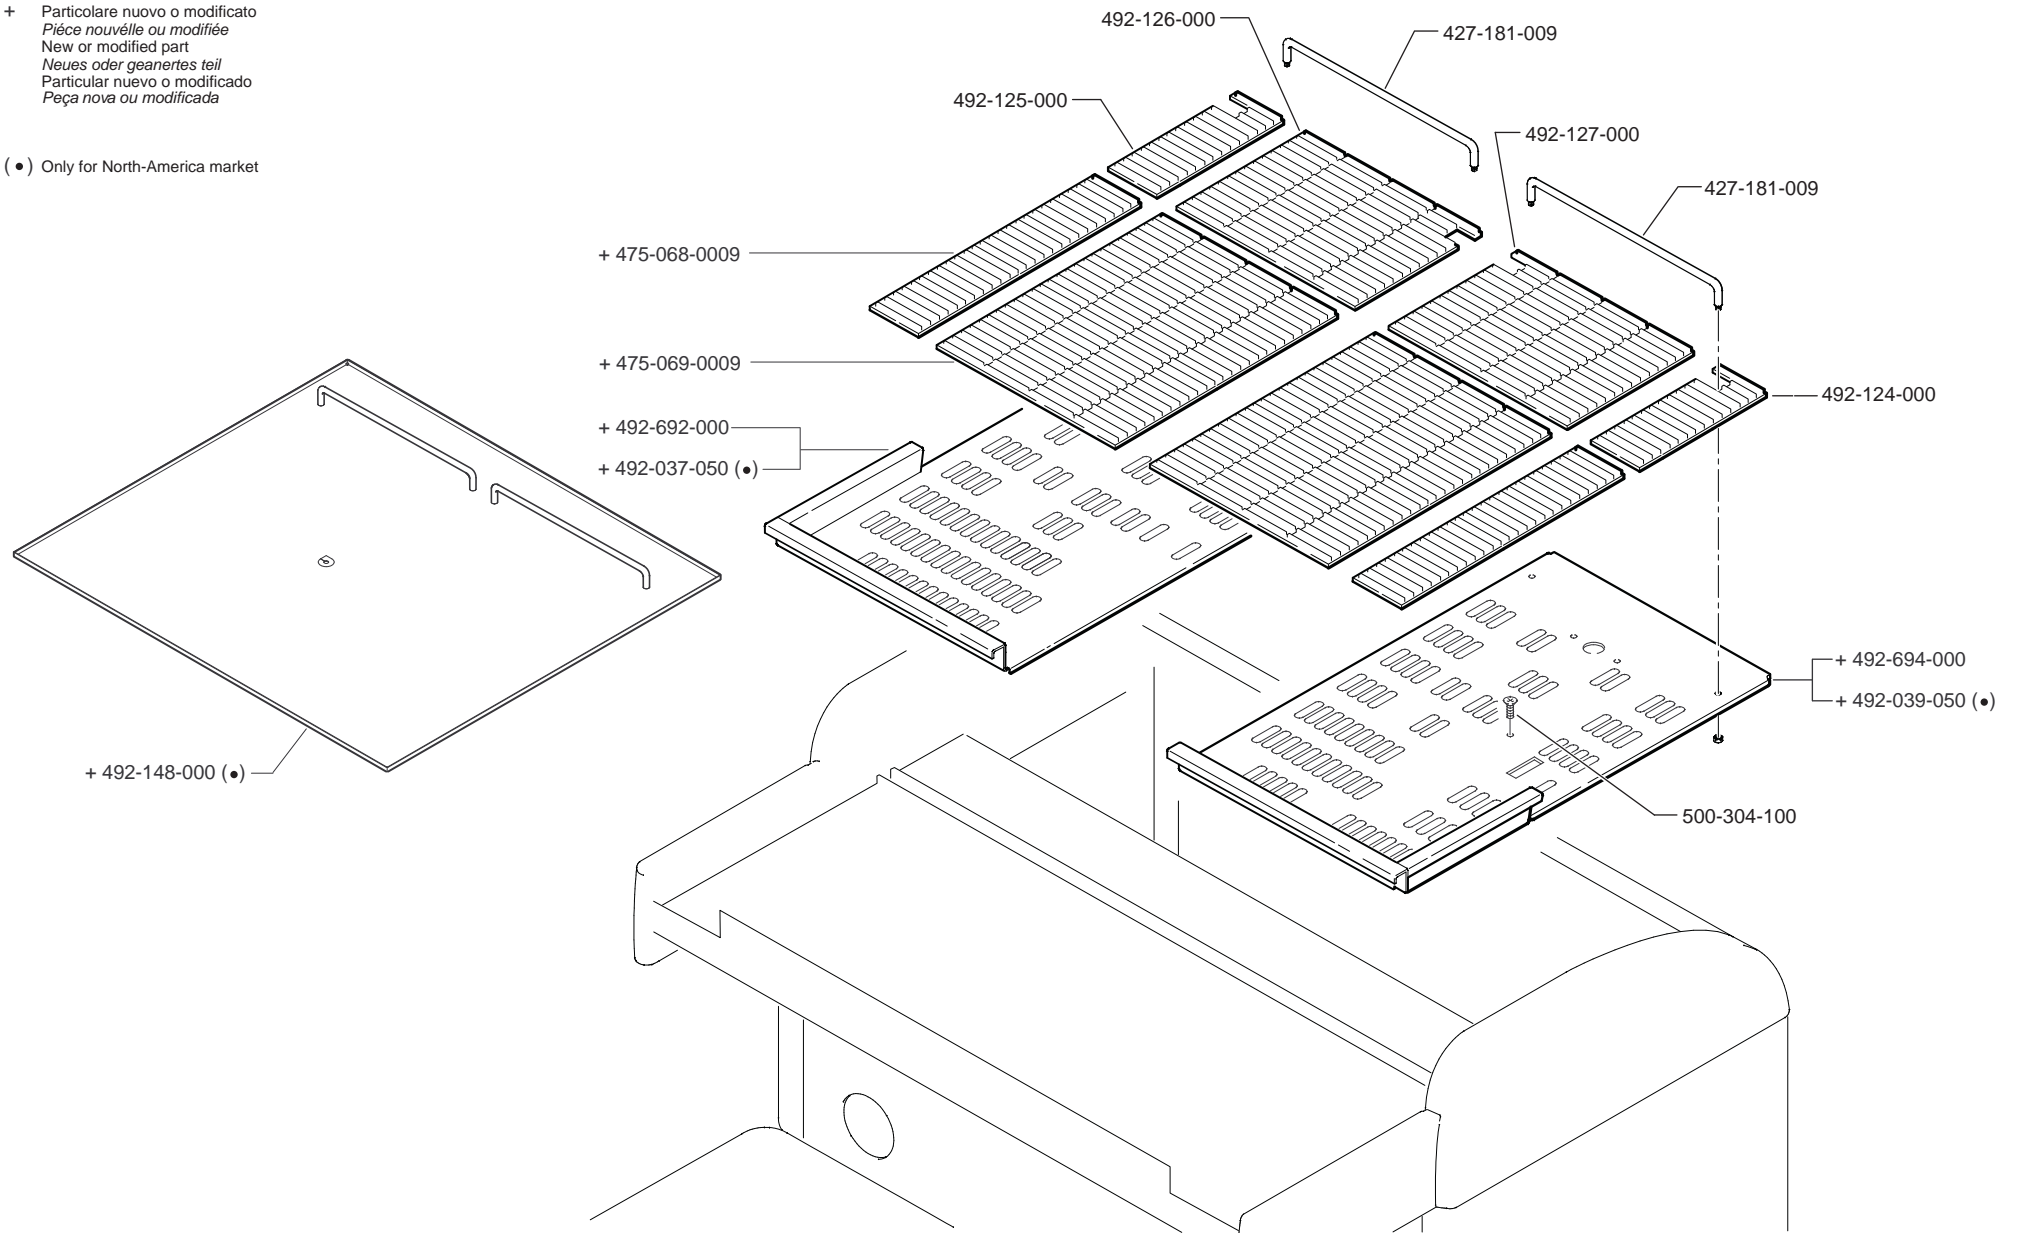 + Particolare nuovo o modificato
Piéce nouvélle ou modifiée
New or modified part
Neues oder geanertes teil
Particular nuevo o modificado
Peça nova ou modificada
(•) Only for North-America market
492-126-000
427-181-009
492-125-000
492-127-000
427-181-009
+ 475-068-0009
+ 475-069-0009
492-124-000
+ 492-692-000
+ 492-037-050 (•)
+ 492-694-000
+ 492-039-050 (•)
+ 492-148-000 (•)
500-304-100